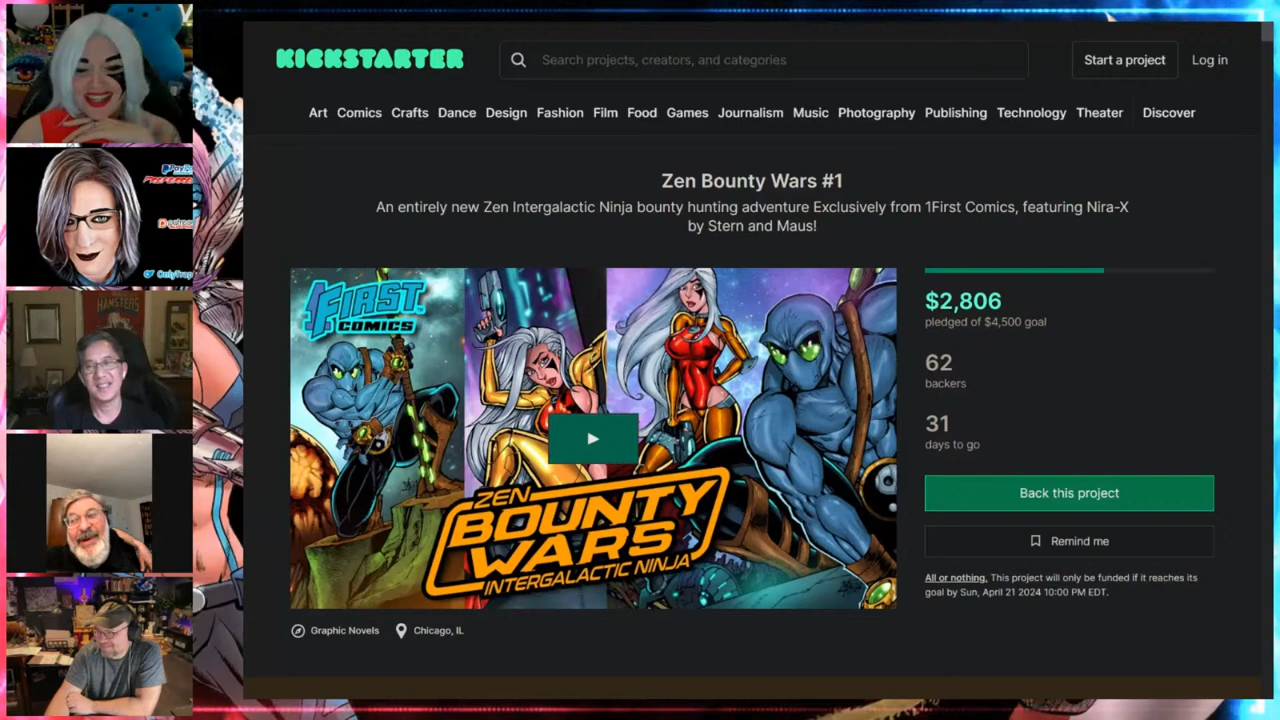 KICKSTARTER
Search projects, creators, and categories
Start a project
Log in
Art Comics Crafts Dance Design Fashion Film Food Games Journalism Music Photography Publishing Technology Theater Discover
Zen Bounty Wars #1
An entirely new Zen Intergalactic Ninja bounty hunting adventure Exclusively from 1First Comics, featuring Nira-X
by Stern and Maus!
FIRST
COMICS
ZEN
BOUNTY
WARS
INTERGALACTIC NINJA
$2,806
pledged of $4,500 goal
62
backers
31
days to go
Back this project
Remind me
All or nothing. This project will only be funded if it reaches its
goal by Sun, April 21 2024 10:00 PM EDT.
Graphic Novels
Chicago, IL
HAMSTERS